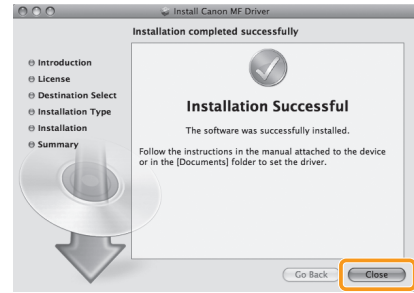 Install Canon MF Driver
Installation completed successfully
Introduction
License
Destination Select
Installation Type
Installation
Summary
Installation Successful
The software was successfully installed.
Follow the instructions in the manual attached to the device
or in the [Documents] folder to set the driver.
Go Back
Close